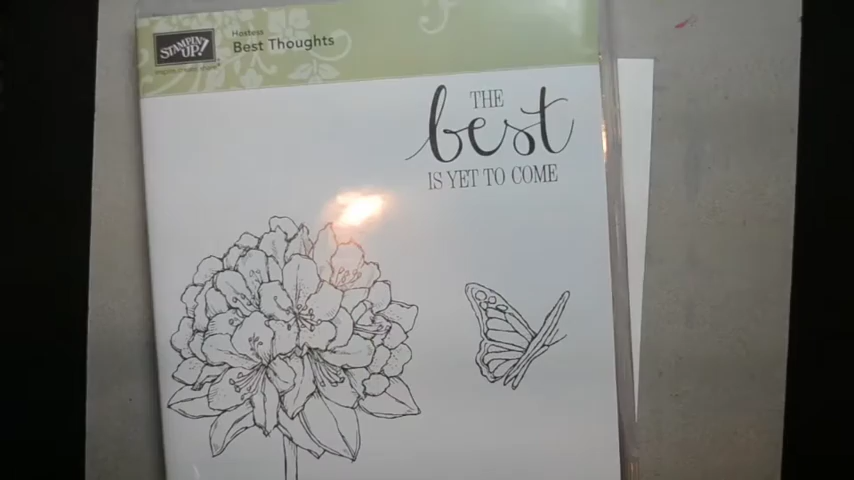 STAMPIN' UP!
Hostess
Best Thoughts
THE
best
IS YET TO COME